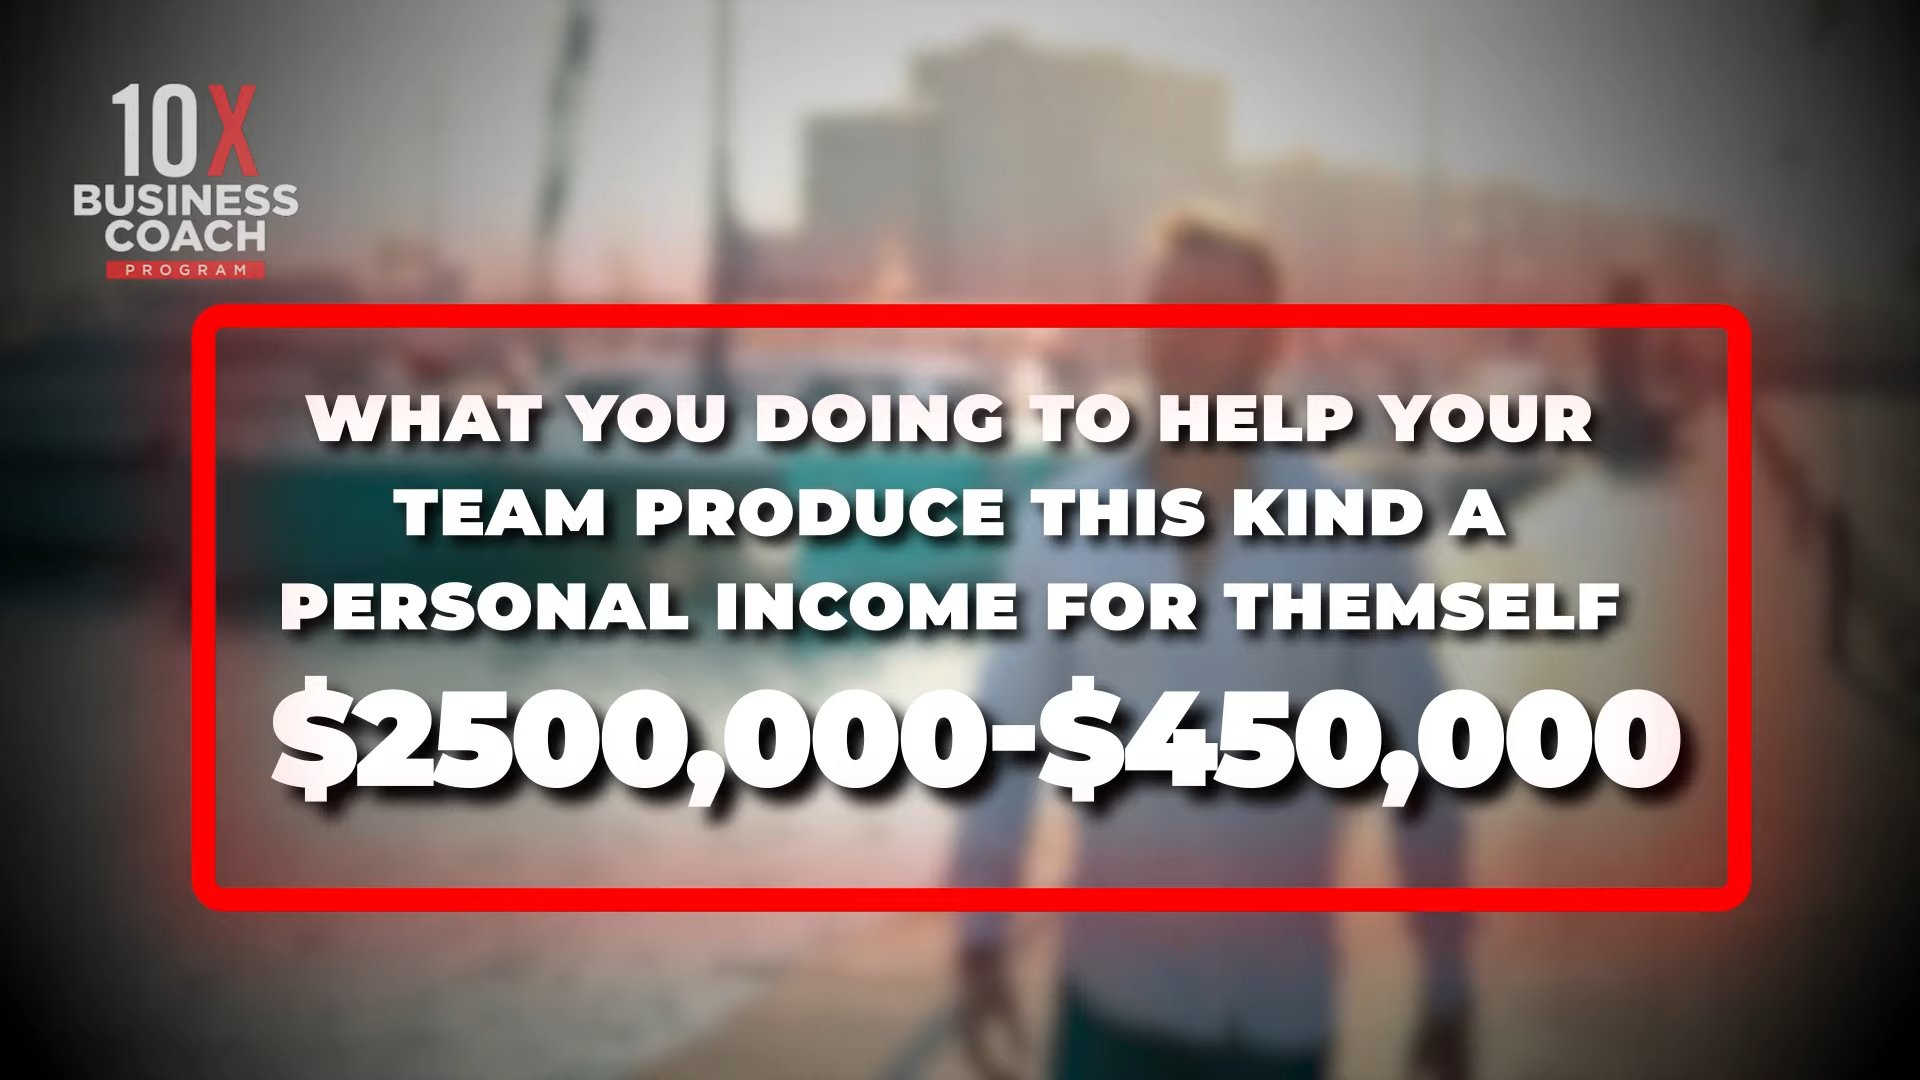 10X
BUSINESS
COACH
PROGRAM
WHAT YOU DOING TO HELP YOUR
TEAM PRODUCE THIS KIND A
PERSONAL INCOME FOR THEMSELF
$2500,000-$450,000